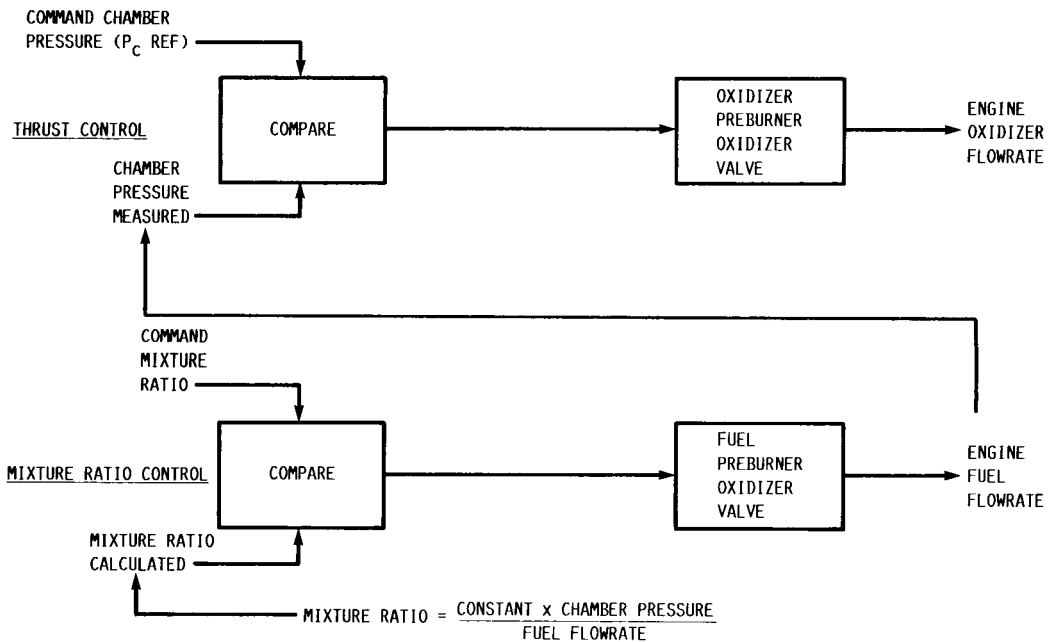 COMMAND CHAMBER
PRESSURE (PC REF)
THRUST CONTROL
COMPARE
CHAMBER
PRESSURE
MEASURED
OXIDIZER
PREBURNER
OXIDIZER
VALVE
ENGINE
OXIDIZER
FLOWRATE
COMMAND
MIXTURE
RATIO
MIXTURE RATIO CONTROL
COMPARE
MIXTURE RATIO
CALCULATED
FUEL
PREBURNER
OXIDIZER
VALVE
ENGINE
FUEL
FLOWRATE
MIXTURE RATIO = CONSTANT x CHAMBER PRESSURE
FUEL FLOWRATE